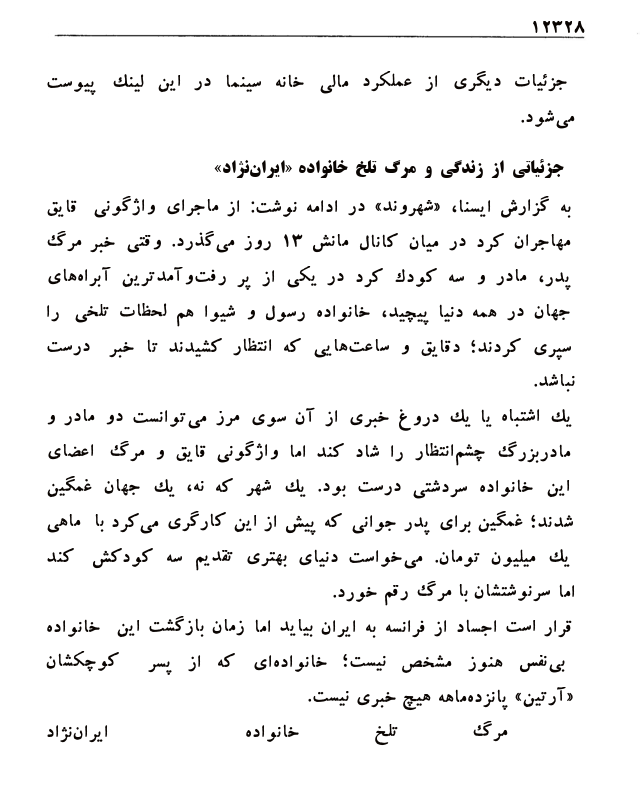 ۱۲۳۲۸
جزئیات دیگری از عملکرد مالی خانه سینما در این لینك پیوست
می‌شود.
جزئیاتی از زندگی و مرگ تلخ خانواده «ایران‌نژاد»
به گزارش ایسنا، «شهروند» در ادامه نوشت: از ماجرای واژگونی قایق
مهاجران کرد در میان کانال مانش ۱۳ روز می‌گذرد. وقتی خبر مرگ
پدر، مادر و سه کودك کرد در یکی از پر رفت‌وآمدترین آبراه‌های
جهان در همه دنیا پیچید، خانواده رسول و شیوا هم لحظات تلخی را
سپری کردند؛ دقایق و ساعت‌هایی که انتظار کشیدند تا خبر درست
نباشد.
یك اشتباه یا یك دروغ خبری از آن سوی مرز می‌توانست دو مادر و
مادربزرگ چشم‌انتظار را شاد کند اما واژگونی قایق و مرگ اعضای
این خانواده سردشتی درست بود. یك شهر که نه، یك جهان غمگین
شدند؛ غمگین برای پدر جوانی که پیش از این کارگری می‌کرد با ماهی
یك میلیون تومان. می‌خواست دنیای بهتری تقدیم سه کودکش کند
اما سرنوشتشان با مرگ رقم خورد.
قرار است اجساد از فرانسه به ایران بیاید اما زمان بازگشت این خانواده
بی‌نفس هنوز مشخص نیست؛ خانواده‌ای که از پسر کوچکشان
«آرتین» پانزده‌ماهه هیچ خبری نیست.
مرگ تلخ خانواده ایران‌نژاد